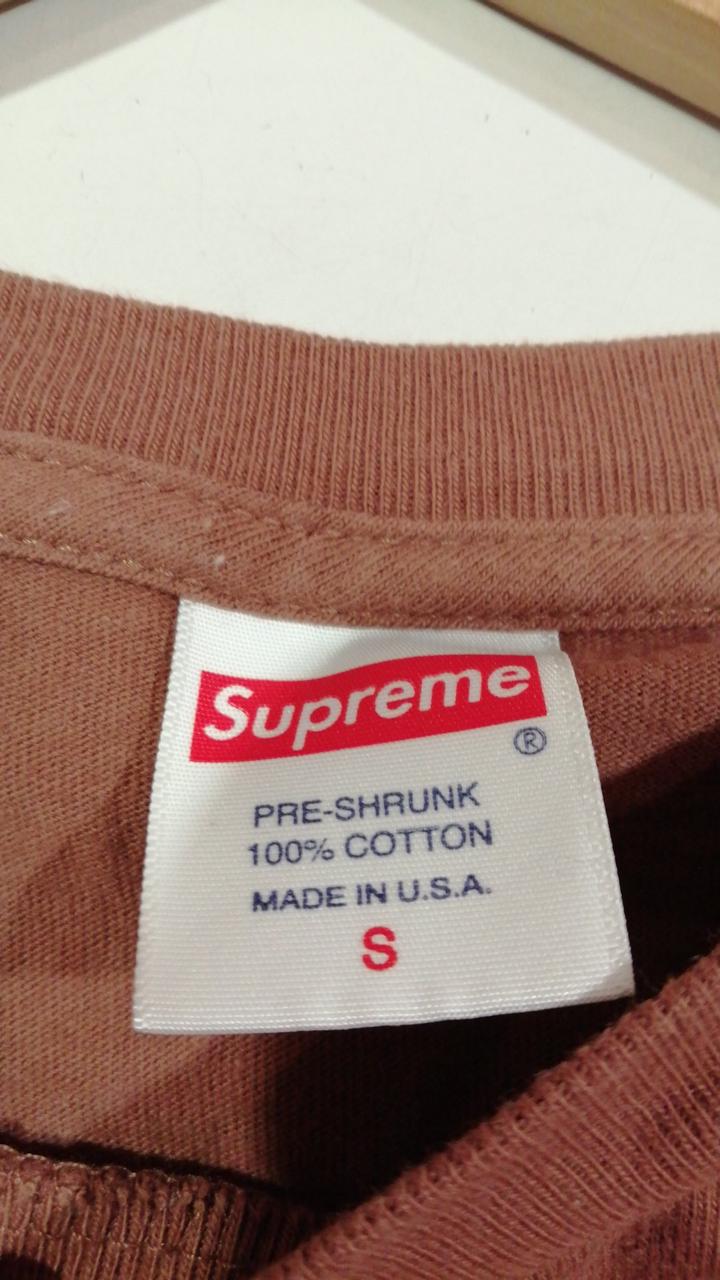 Supreme
®
PRE-SHRUNK
100% COTTON
MADE IN U.S.A.
S